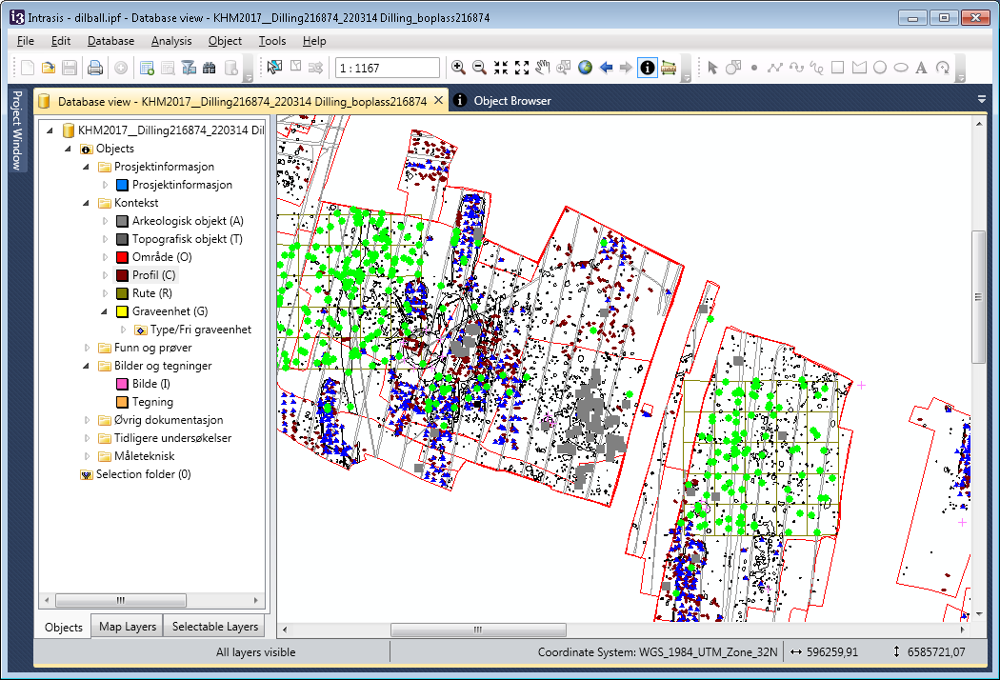 Intrasis - dilball.ipf - Database view - KHM2017__Dilling216874_220314 Dilling_boplass216874
File Edit Database Analysis Object Tools Help
1 : 1167
Project Window
Database view - KHM2017__Dilling216874_220314 Dilling_boplass216874
Object Browser
KHM2017__Dilling216874_220314 Dil
Objects
Prosjektinformasjon
Prosjektinformasjon
Kontekst
Arkeologisk objekt (A)
Topografisk objekt (T)
Område (O)
Profil (C)
Rute (R)
Graveenhet (G)
Type/Fri graveenhet
Funn og prøver
Bilder og tegninger
Bilde (I)
Tegning
Øvrig dokumentasjon
Tidligere undersøkelser
Måleteknisk
Selection folder (0)
Objects Map Layers Selectable Layers
All layers visible
Coordinate System: WGS_1984_UTM_Zone_32N
596259,91
6585721,07